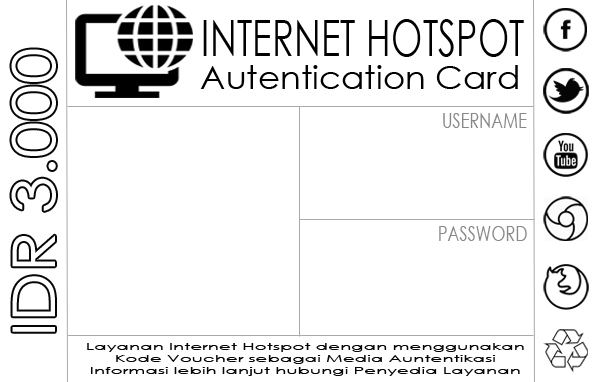 IDR 3.000
INTERNET HOTSPOT
Autentication Card
USERNAME
PASSWORD
Layanan Internet Hotspot dengan menggunakan
Kode Voucher sebagai Media Auntentikasi
Informasi lebih lanjut hubungi Penyedia Layanan
f
You
Tube